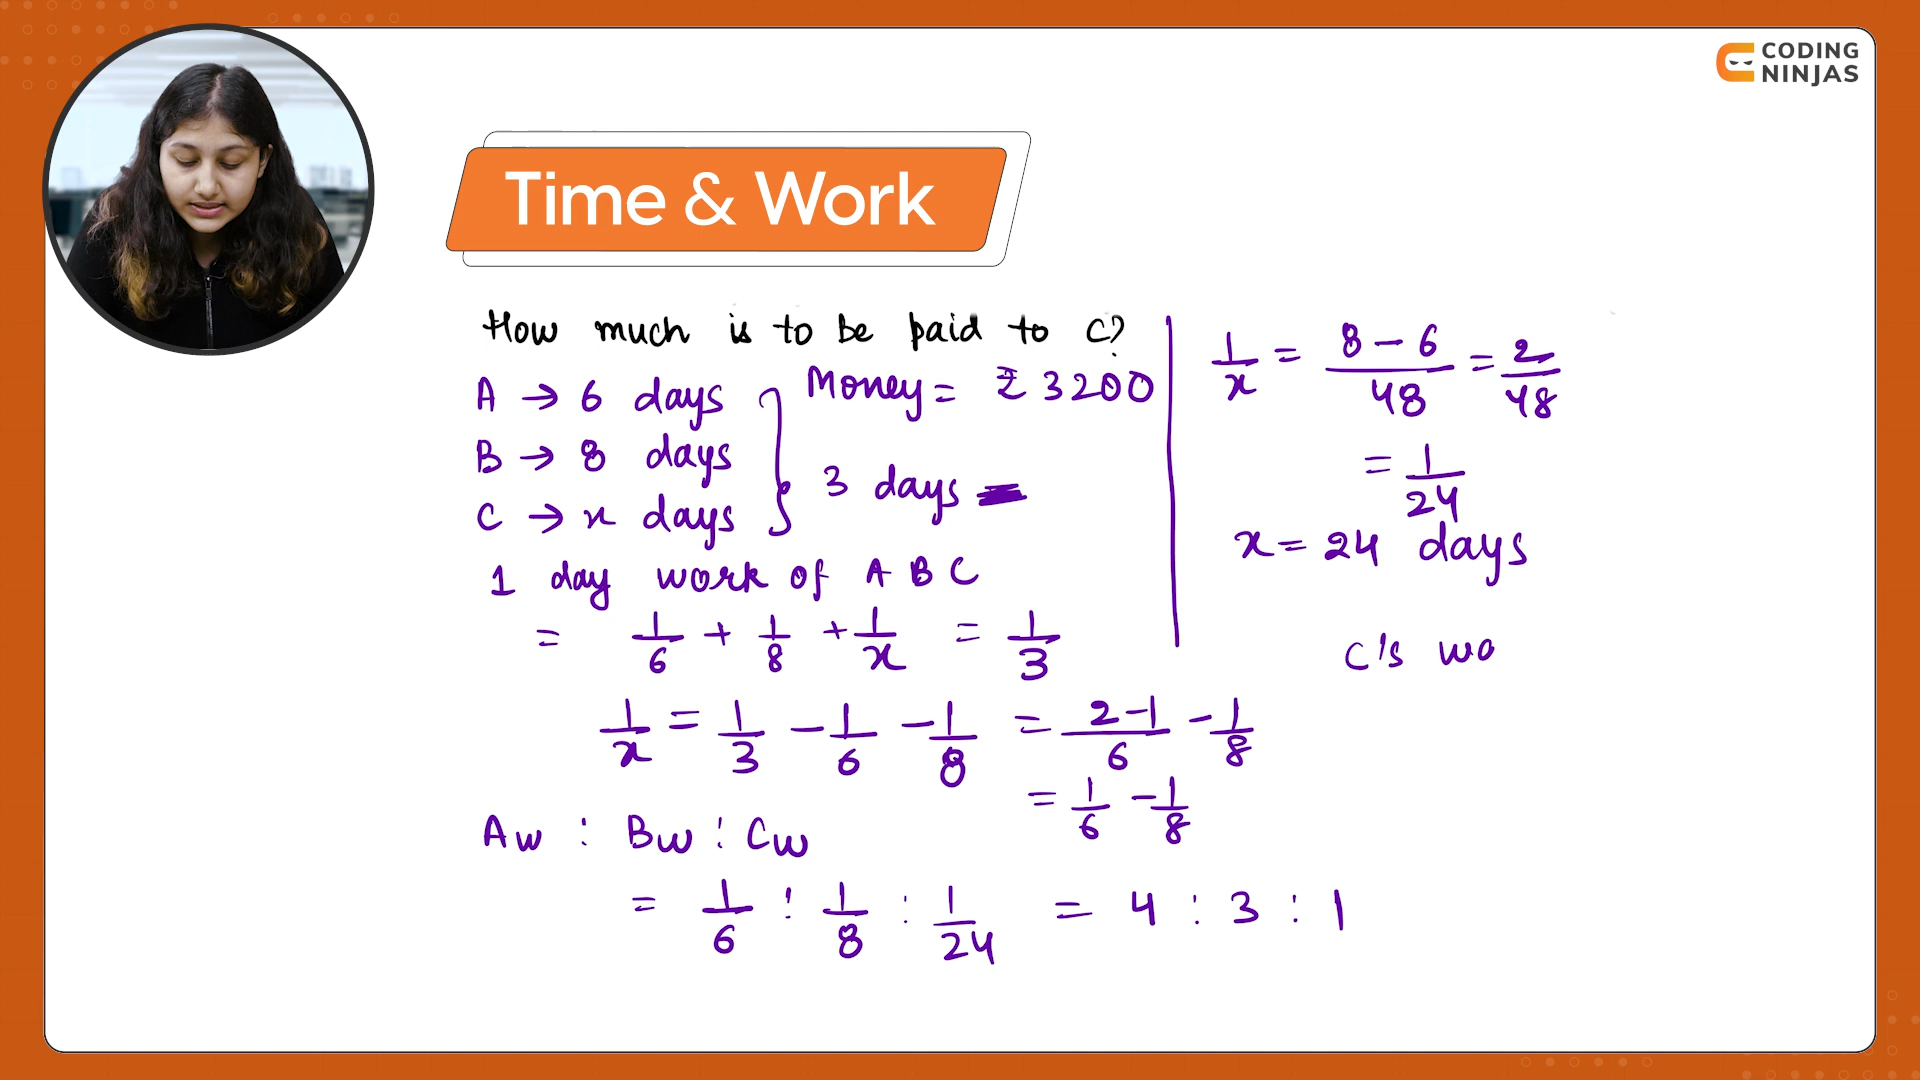 CODING
NINJAS
Time & Work
How much is to be paid to C?
A → 6 days
Money = ₹ 3200
B → 8 days
3 days
C → x days
1 day work of A B C
= 1/6 + 1/8 + 1/x = 1/3
1/x = 1/3 - 1/6 - 1/8 = 2-1/6 - 1/8
= 1/6 - 1/8
Aw : Bw : Cw
= 1/6 : 1/8 : 1/24 = 4 : 3 : 1
1/x = 8-6/48 = 2/48
= 1/24
x = 24 days
C's wo